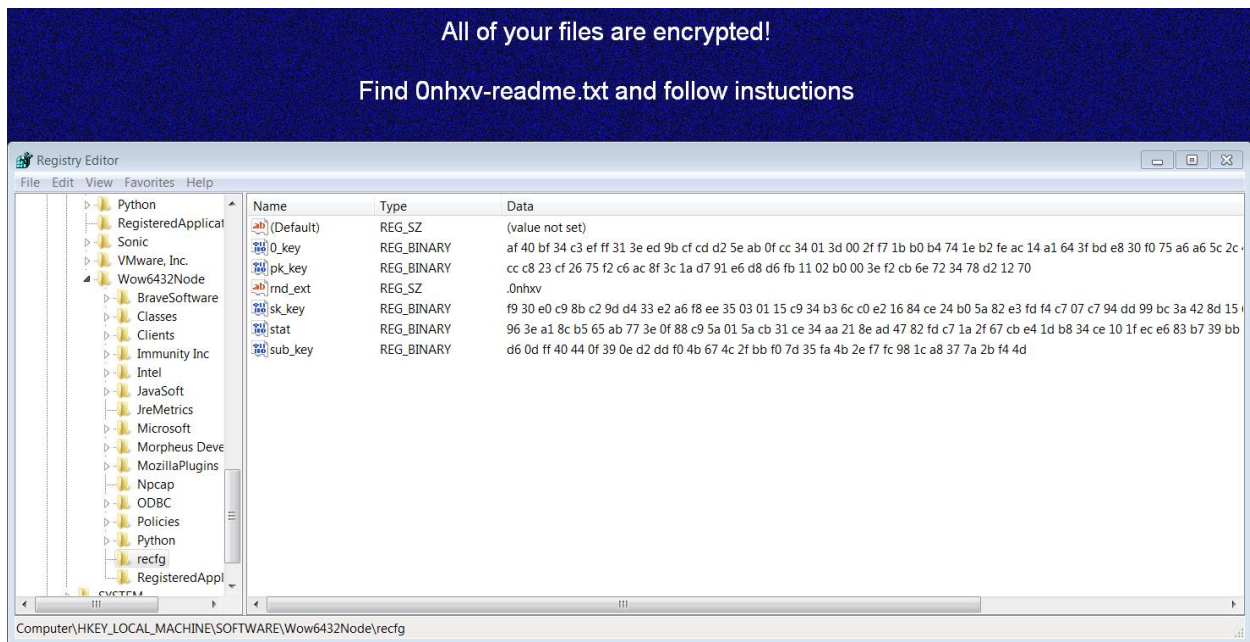 All of your files are encrypted!
Find 0nhxv-readme.txt and follow instuctions
Registry Editor
File Edit View Favorites Help
Python
RegisteredApplicat
Sonic
VMware, Inc.
Wow6432Node
BraveSoftware
Classes
Clients
Immunity Inc
Intel
JavaSoft
JreMetrics
Microsoft
Morpheus Deve
MozillaPlugins
Npcap
ODBC
Policies
Python
recfg
RegisteredAppl
SYSTEM
Name Type Data
(Default) REG_SZ (value not set)
0_key REG_BINARY af 40 bf 34 c3 ef ff 31 3e ed 9b cf cd d2 5e ab 0f cc 34 01 3d 00 2f f7 1b b0 b4 74 1e b2 fe ac 14 a1 64 3f bd e8 30 f0 75 a6 a6 5c 2c
pk_key REG_BINARY cc c8 23 cf 26 75 f2 c6 ac 8f 3c 1a d7 91 e6 d8 d6 fb 11 02 b0 00 3e f2 cb 6e 72 34 78 d2 12 70
rnd_ext REG_SZ .0nhxv
sk_key REG_BINARY f9 30 e0 c9 8b c2 9d d4 33 e2 a6 f8 ee 35 03 01 15 c9 34 b3 6c c0 e2 16 84 ce 24 b0 5a 82 e3 fd f4 c7 07 c7 94 dd 99 bc 3a 42 8d 15
stat REG_BINARY 96 3e a1 8c b5 65 ab 77 3e 0f 88 c9 5a 01 5a cb 31 ce 34 aa 21 8e ad 47 82 fd c7 1a 2f 67 cb e4 1d b8 34 ce 10 1f ec e6 83 b7 39 bb
sub_key REG_BINARY d6 0d ff 40 44 0f 39 0e d2 dd f0 4b 67 4c 2f bb f0 7d 35 fa 4b 2e f7 fc 98 1c a8 37 7a 2b f4 4d
Computer\HKEY_LOCAL_MACHINE\SOFTWARE\Wow6432Node\recfg